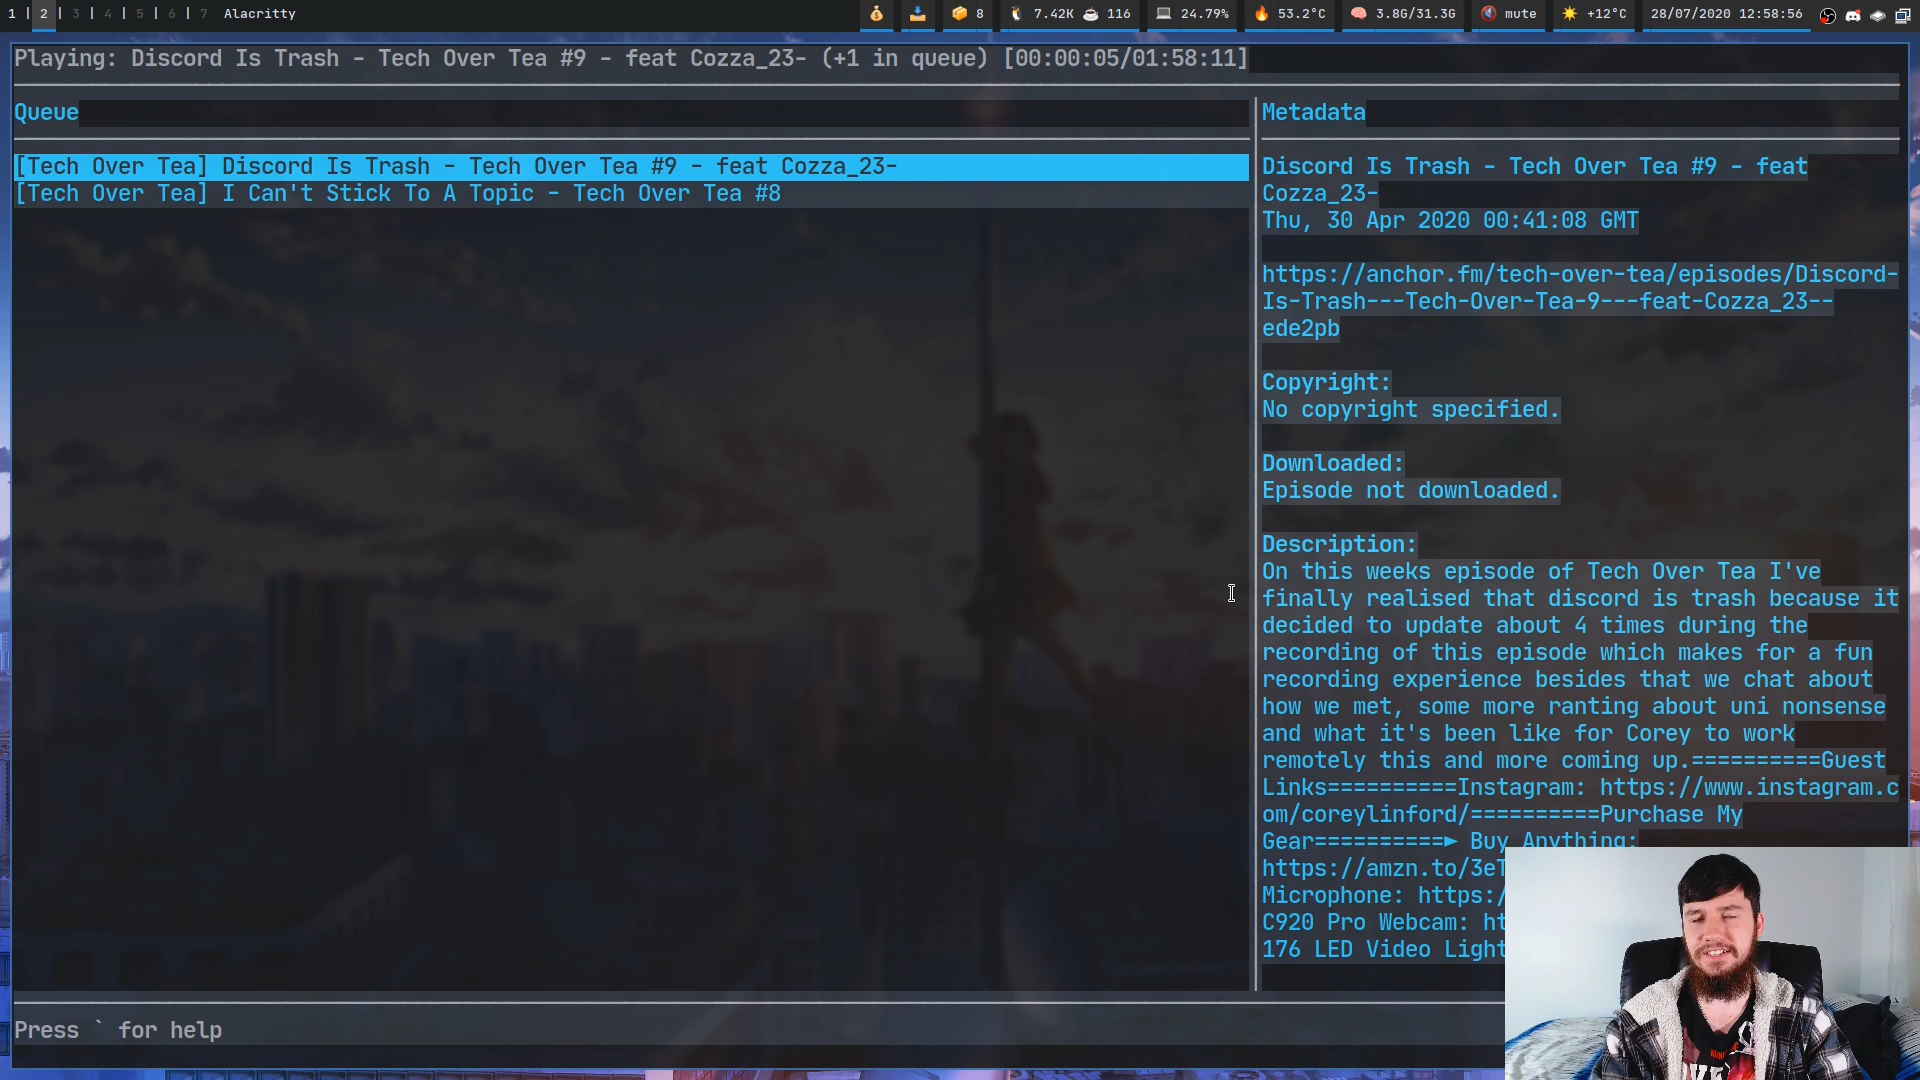 1 | 2 | 3 | 4 | 5 | 6 | 7 Alacritty 8 7.42K 116 24.79% 53.2°C 3.8G/31.3G mute +12°C 28/07/2020 12:58:56
Playing: Discord Is Trash - Tech Over Tea #9 - feat Cozza_23- (+1 in queue) [00:00:05/01:58:11]
Queue
[Tech Over Tea] Discord Is Trash - Tech Over Tea #9 - feat Cozza_23-
[Tech Over Tea] I Can't Stick To A Topic - Tech Over Tea #8
Metadata
Discord Is Trash - Tech Over Tea #9 - feat
Cozza_23-
Thu, 30 Apr 2020 00:41:08 GMT
https://anchor.fm/tech-over-tea/episodes/Discord-
Is-Trash---Tech-Over-Tea-9---feat-Cozza_23--
ede2pb
Copyright:
No copyright specified.
Downloaded:
Episode not downloaded.
Description:
On this weeks episode of Tech Over Tea I've
finally realised that discord is trash because it
decided to update about 4 times during the
recording of this episode which makes for a fun
recording experience besides that we chat about
how we met, some more ranting about uni nonsense
and what it's been like for Corey to work
remotely this and more coming up.==========Guest
Links==========Instagram: https://www.instagram.c
om/coreylinford/==========Purchase My
Gear==========► Buy Anything:
https://amzn.to/3e
Microphone: https:/
C920 Pro Webcam: ht
176 LED Video Light
Press ` for help